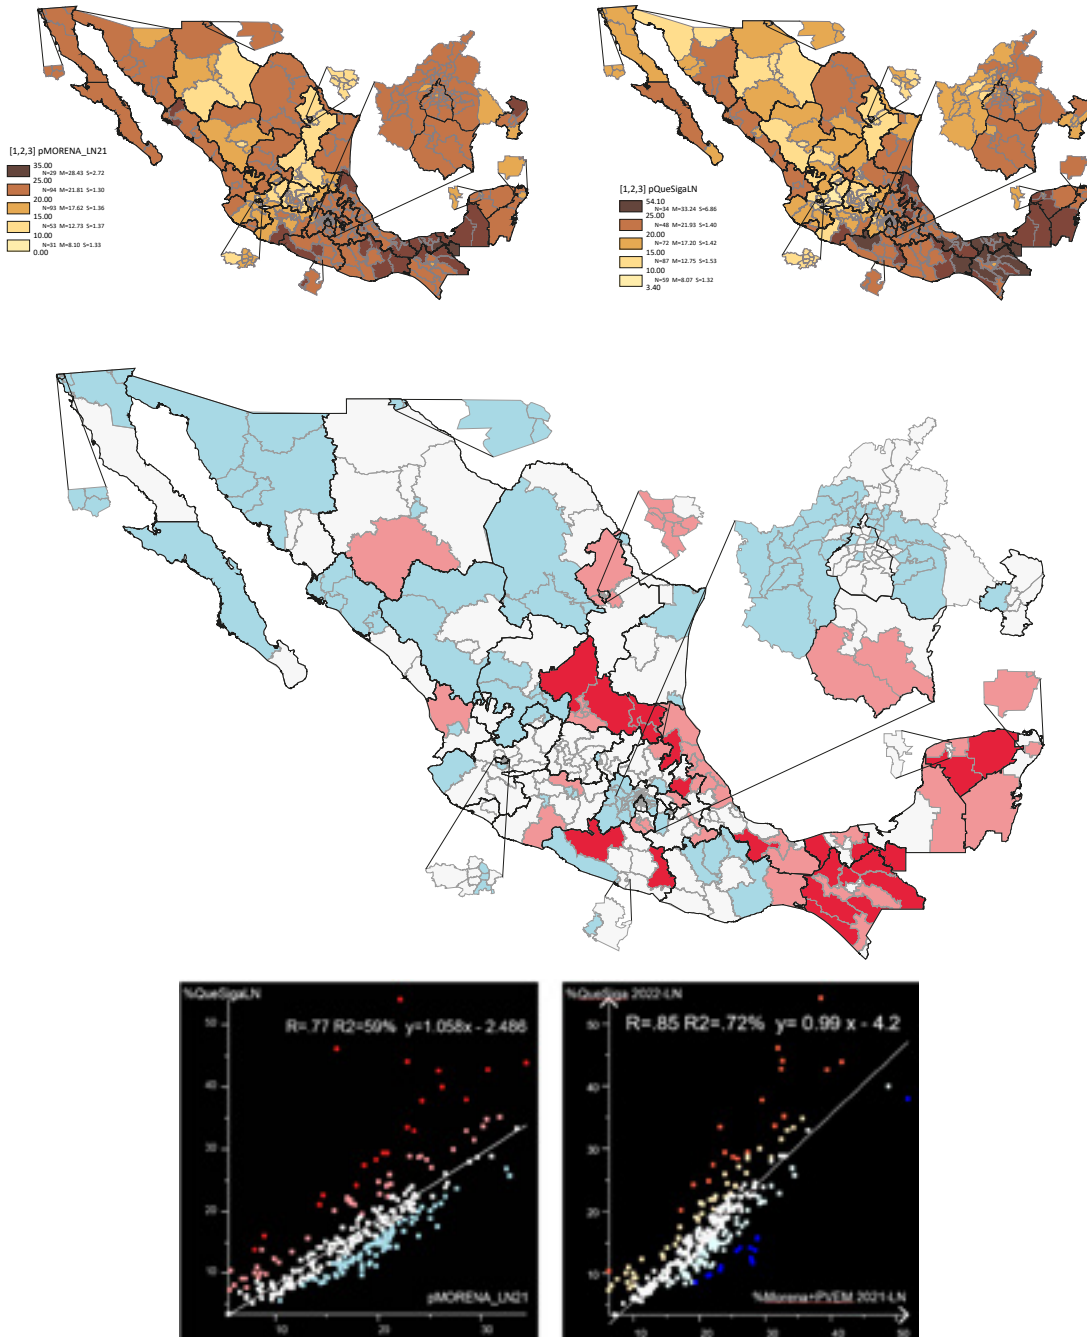 [1,2,3] pMORENA_LN21
35.00
N=29 M=28.43 S=2.72
25.00
N=94 M=21.81 S=1.30
20.00
N=93 M=17.62 S=1.36
15.00
N=53 M=12.73 S=1.37
10.00
N=31 M=8.10 S=1.33
0.00
[1,2,3] pQueSigaLN
54.10
N=34 M=33.24 S=6.86
25.00
N=48 M=21.93 S=1.40
20.00
N=72 M=17.20 S=1.42
15.00
N=87 M=12.75 S=1.53
10.00
N=59 M=8.07 S=1.32
3.40
%QueSigaLN
R=.77 R2=59% y=1.058x - 2.486
50
40
30
20
10
pMORENA_LN21
10 20 30
%QueSiga 2022-LN
R=.85 R2=.72% y= 0.99 x - 4.2
50
40
30
20
10
%Morena+PVEM 2021-LN
10 20 30 40 50